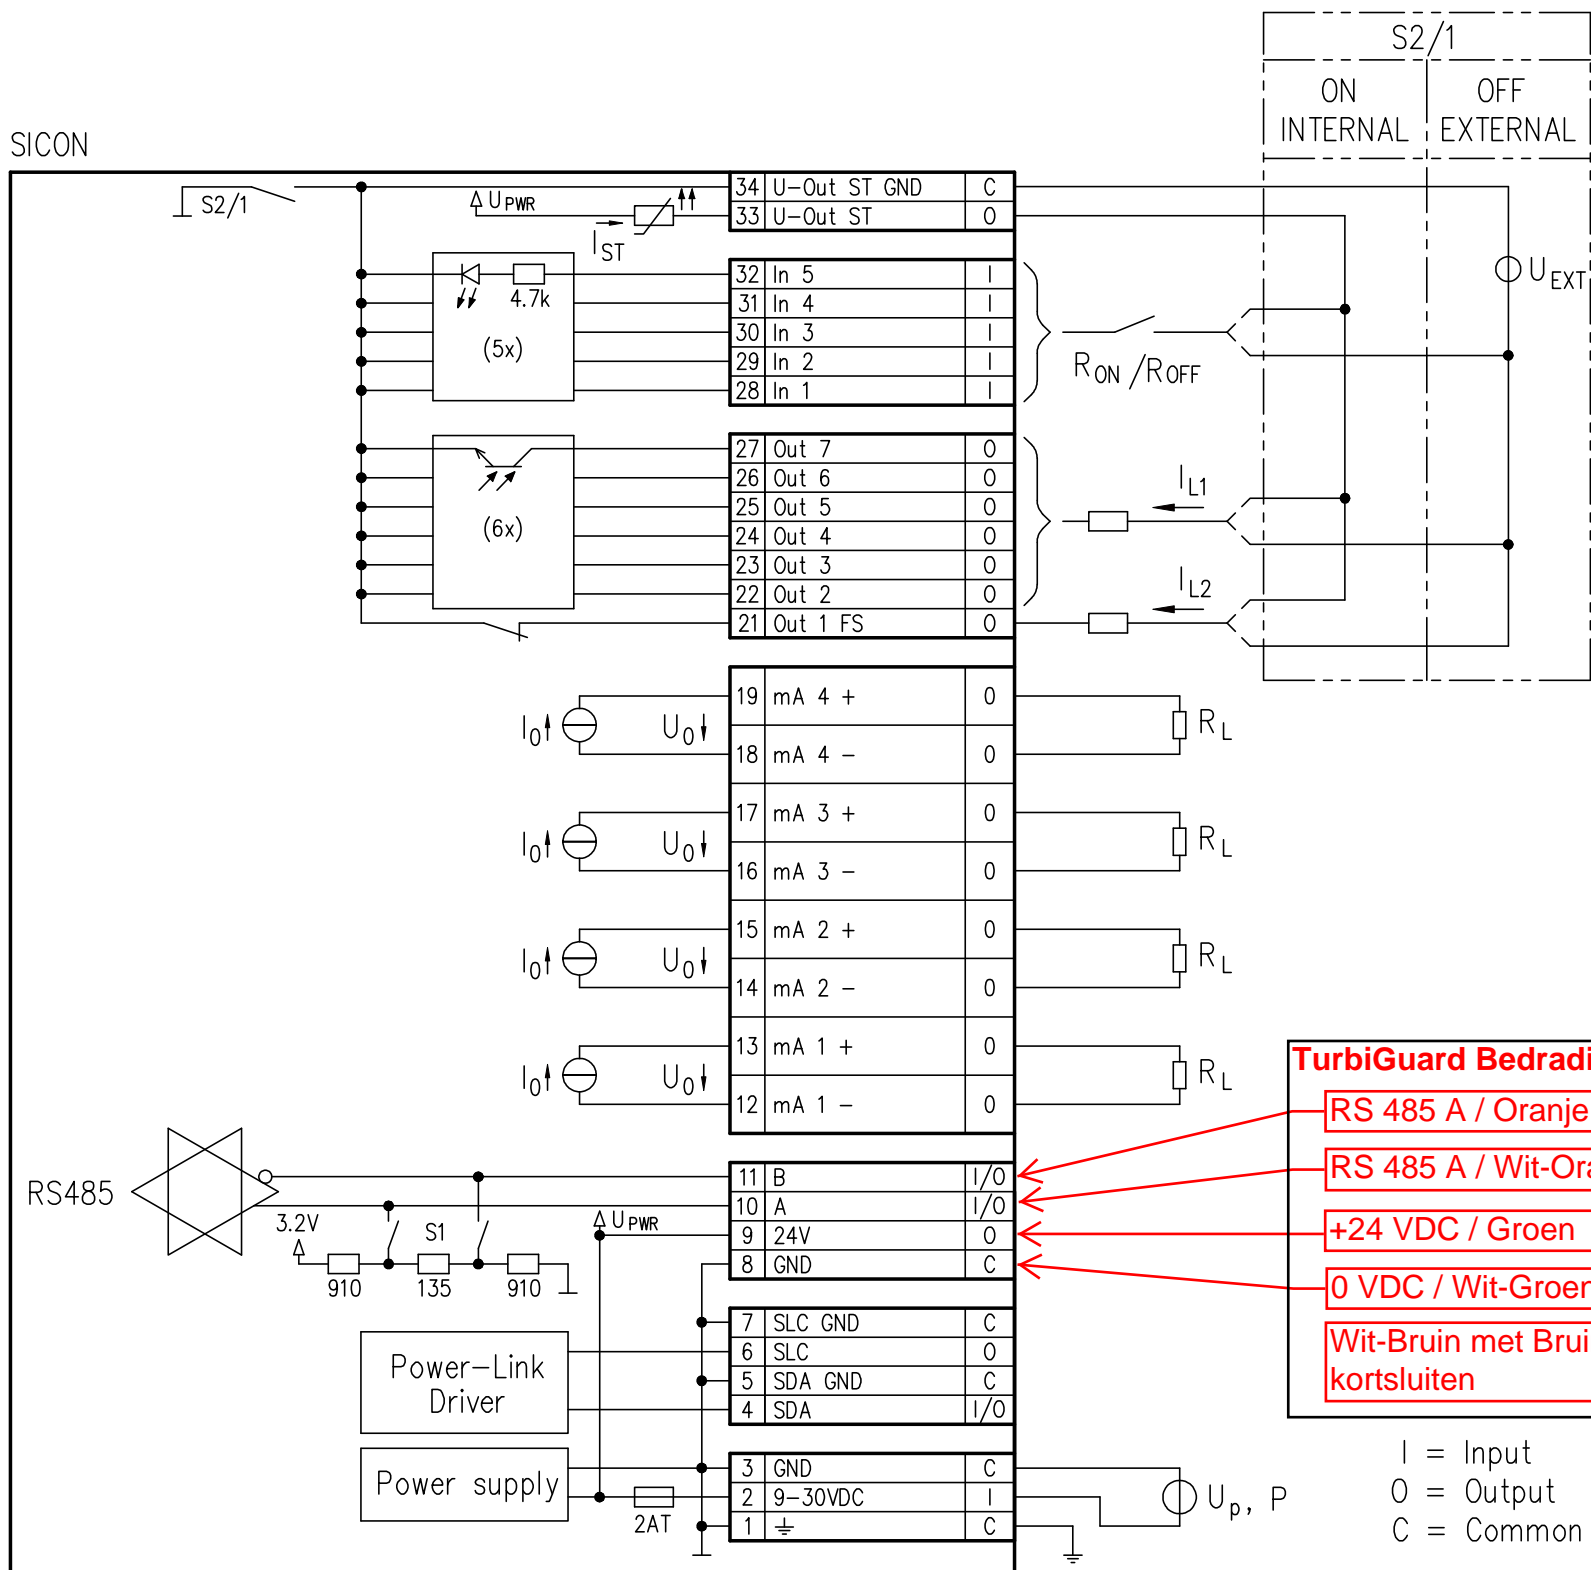 S2/1
ON OFF
INTERNAL EXTERNAL
SICON
S2/1
U PWR
I ST
34 U-Out ST GND C
33 U-Out ST O
U EXT
4.7k
(5x)
32 In 5 I
31 In 4 I
30 In 3 I
29 In 2 I
28 In 1 I
R ON /R OFF
(6x)
27 Out 7 O
26 Out 6 O
25 Out 5 O
24 Out 4 O
23 Out 3 O
22 Out 2 O
21 Out 1 FS O
I L1
I L2
I0 U0 19 mA 4 + O RL
18 mA 4 - O
I0 U0 17 mA 3 + O RL
16 mA 3 - O
I0 U0 15 mA 2 + O RL
14 mA 2 - O
I0 U0 13 mA 1 + O RL
12 mA 1 - O
RS485
11 B I/O
10 A I/O
9 24V O
8 GND C
3.2V
S1
U PWR
910 135 910
TurbiGuard Bedradi
RS 485 A / Oranje
RS 485 A / Wit-Ora
+24 VDC / Groen
0 VDC / Wit-Groen
Wit-Bruin met Brui
kortsluiten
Power-Link
Driver
7 SLC GND C
6 SLC O
5 SDA GND C
4 SDA I/O
Power supply
2AT
3 GND C
2 9-30VDC I
1 ⏚ C
Up, P
I = Input
O = Output
C = Common